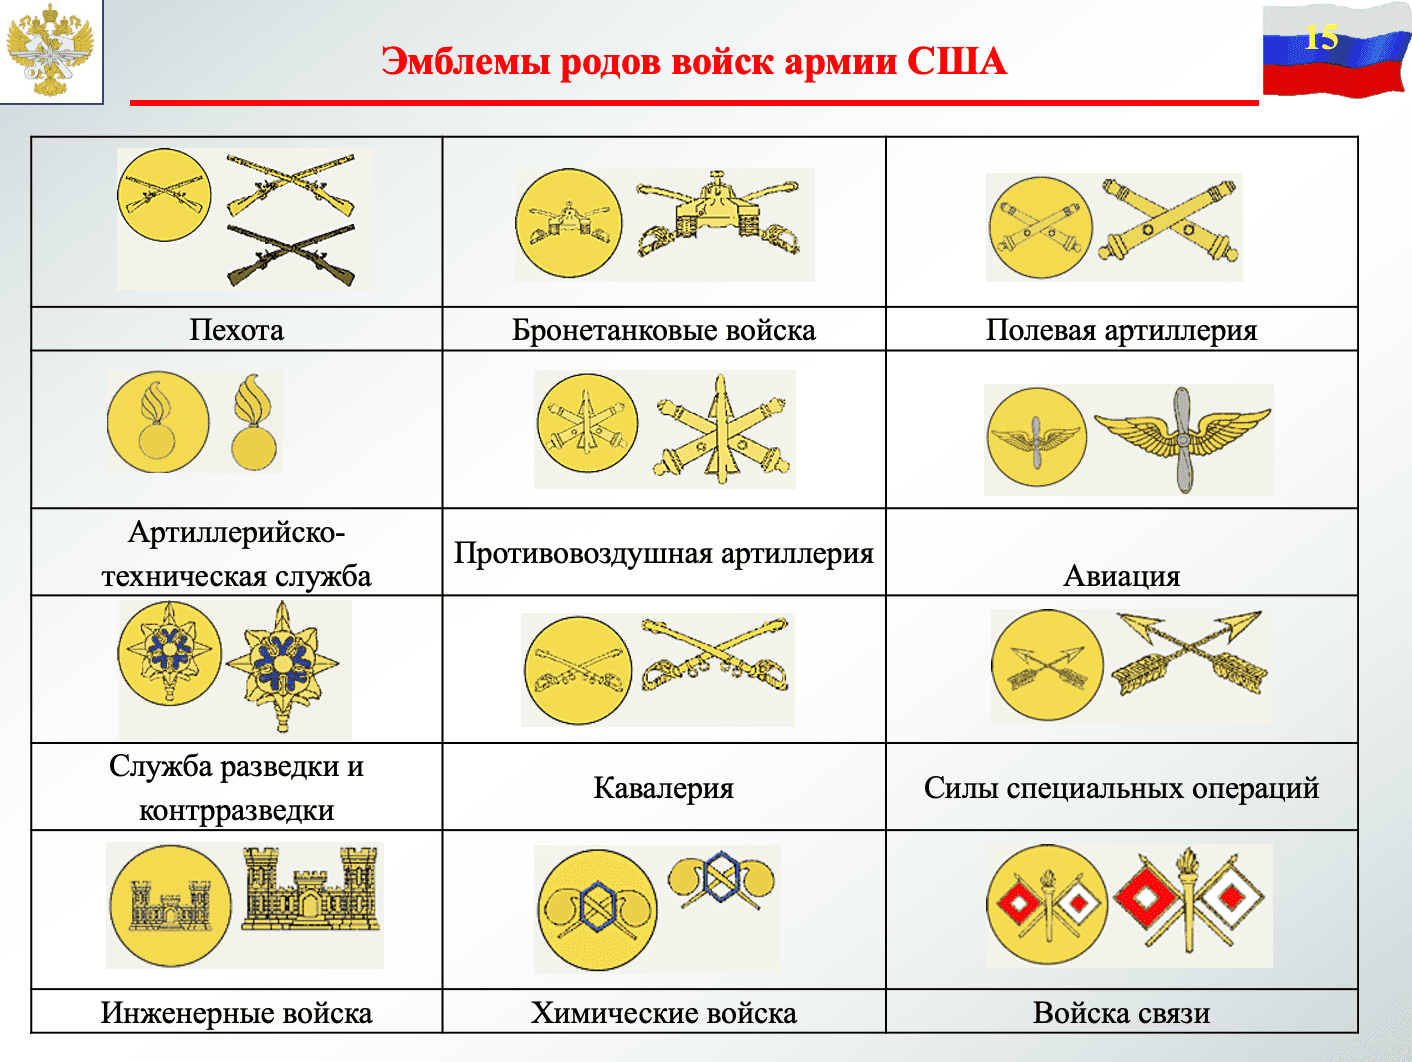 15
Эмблемы родов войск армии США
Пехота
Бронетанковые войска
Полевая артиллерия
Артиллерийско-
техническая служба
Противовоздушная артиллерия
Авиация
Служба разведки и
контрразведки
Кавалерия
Силы специальных операций
Инженерные войска
Химические войска
Войска связи